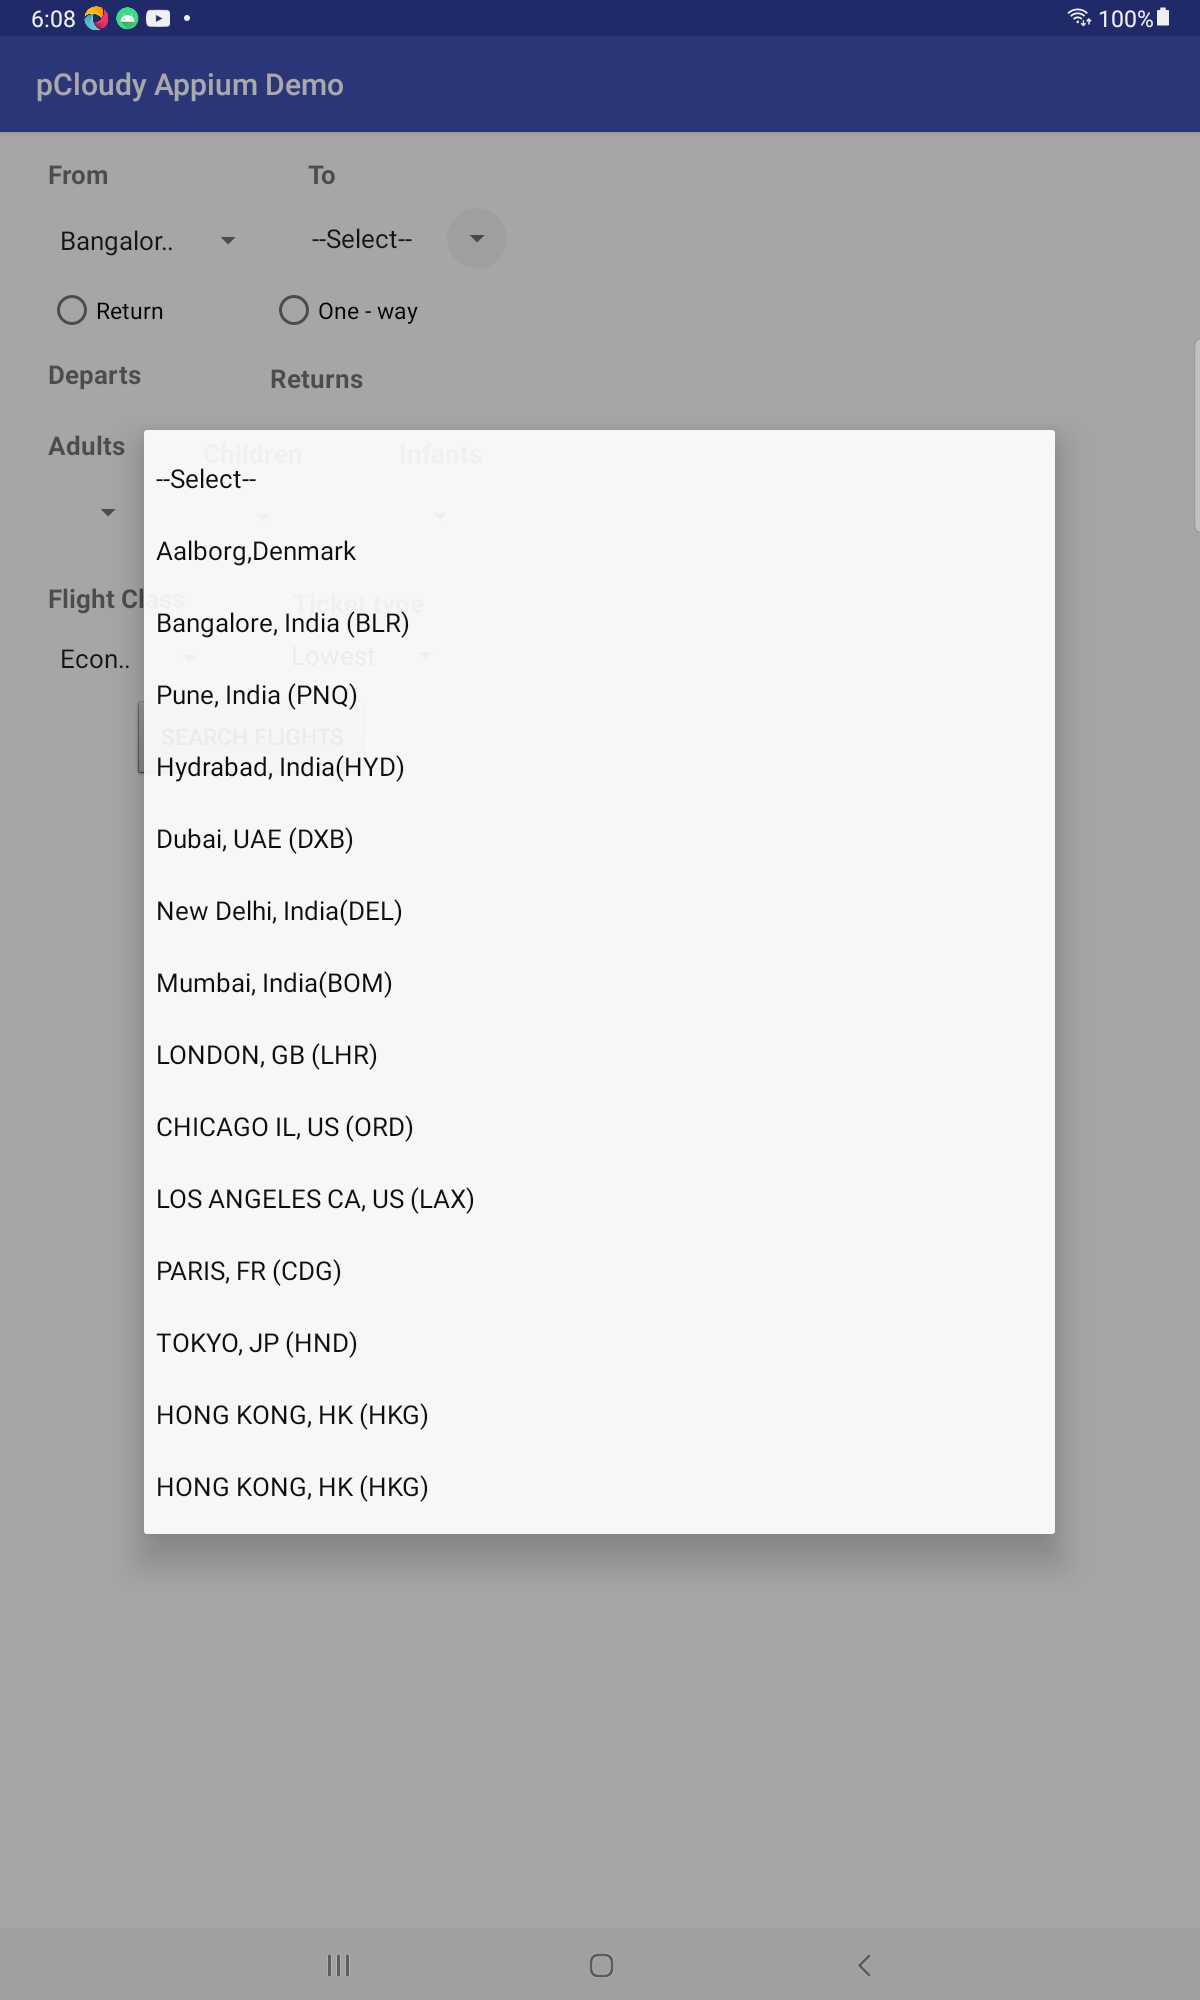 6:08
100%
pCloudy Appium Demo
From To
Bangalor.. --Select--
Return One - way
Departs Returns
Adults Children Infants
--Select--
Aalborg,Denmark
Flight Class Ticket type
Bangalore, India (BLR)
Econ.. Lowest
Pune, India (PNQ)
SEARCH FLIGHTS
Hydrabad, India(HYD)
Dubai, UAE (DXB)
New Delhi, India(DEL)
Mumbai, India(BOM)
LONDON, GB (LHR)
CHICAGO IL, US (ORD)
LOS ANGELES CA, US (LAX)
PARIS, FR (CDG)
TOKYO, JP (HND)
HONG KONG, HK (HKG)
HONG KONG, HK (HKG)